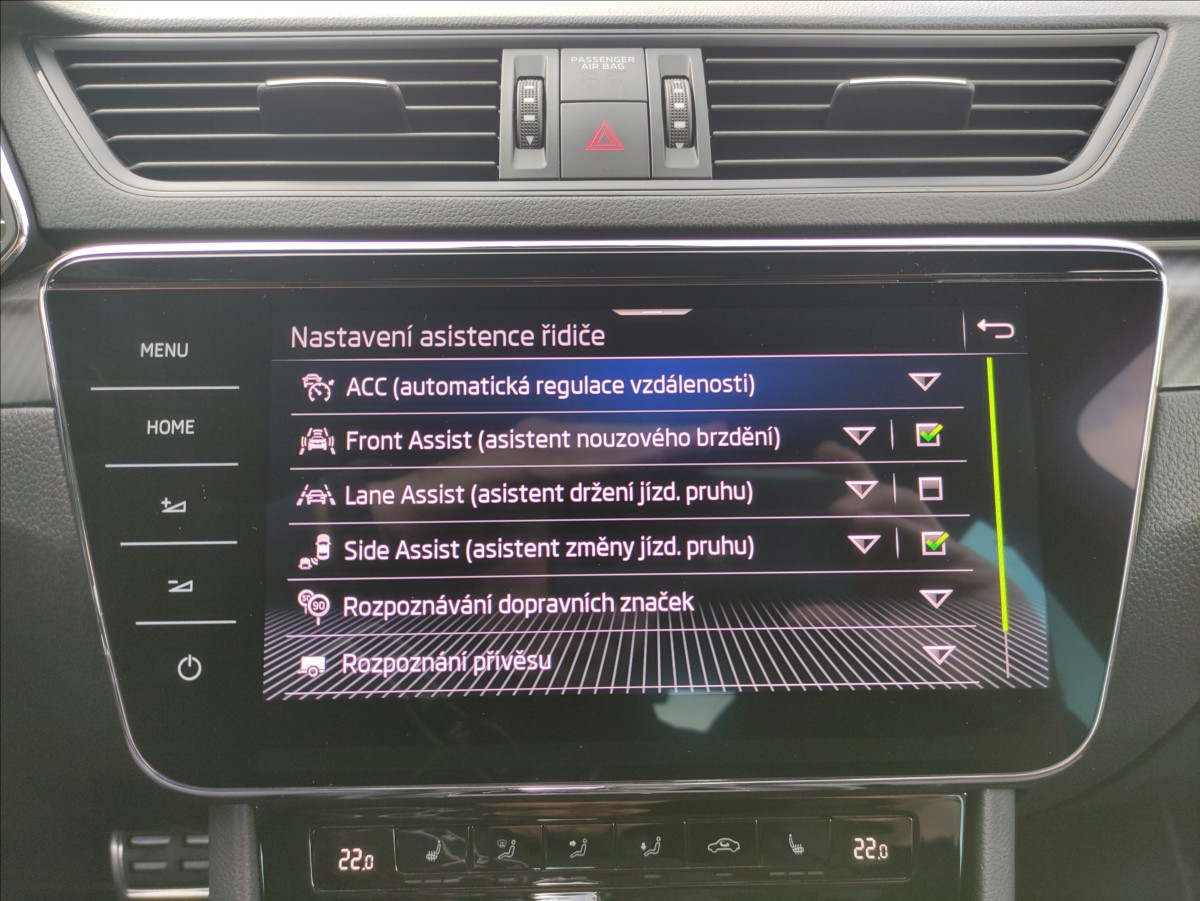 PASSENGER
AIR BAG
MENU
HOME
Nastavení asistence řidiče
ACC (automatická regulace vzdálenosti)
Front Assist (asistent nouzového brzdění)
Lane Assist (asistent držení jízd. pruhu)
Side Assist (asistent změny jízd. pruhu)
50 90 Rozpoznávání dopravních značek
Rozpoznání přívěsu
22.0
22.0